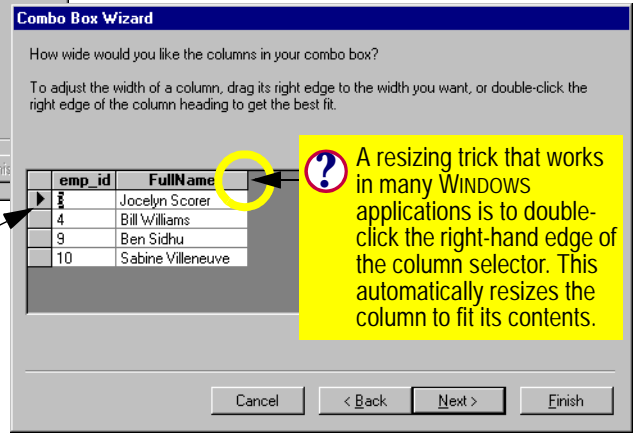 Combo Box Wizard
How wide would you like the columns in your combo box?
To adjust the width of a column, drag its right edge to the width you want, or double-click the
right edge of the column heading to get the best fit.
emp_id FullName
Jocelyn Scorer
4 Bill Williams
9 Ben Sidhu
10 Sabine Villeneuve
? A resizing trick that works
in many WINDOWS
applications is to double-
click the right-hand edge of
the column selector. This
automatically resizes the
column to fit its contents.
Cancel < Back Next > Finish